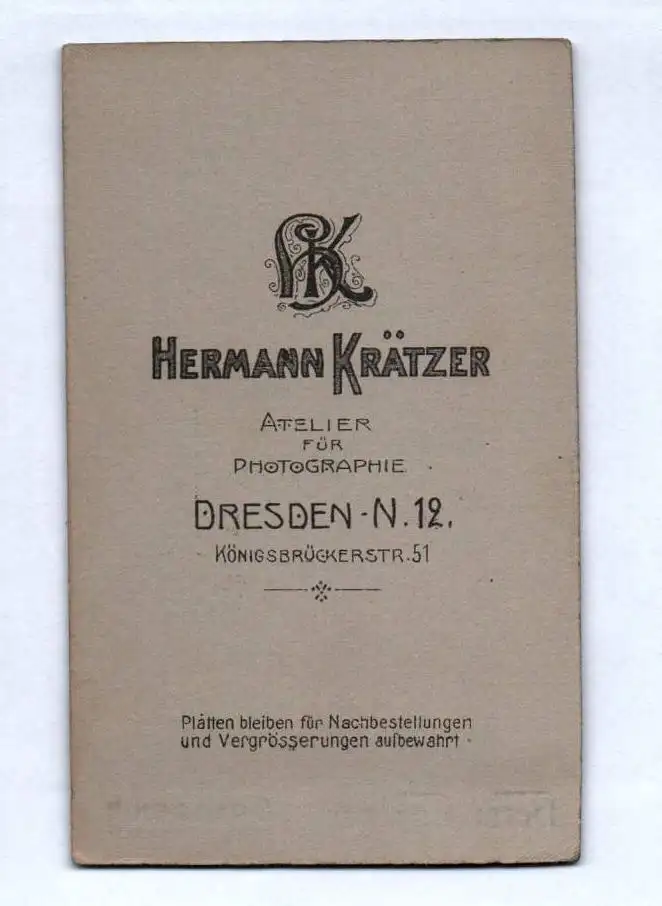 HK
HERMANN KRÄTZER
ATELIER
FÜR
PHOTOGRAPHIE
DRESDEN-N.12.
KÖNIGSBRÜCKERSTR.51
Platten bleiben für Nachbestellungen
und Vergrösserungen aufbewahrt